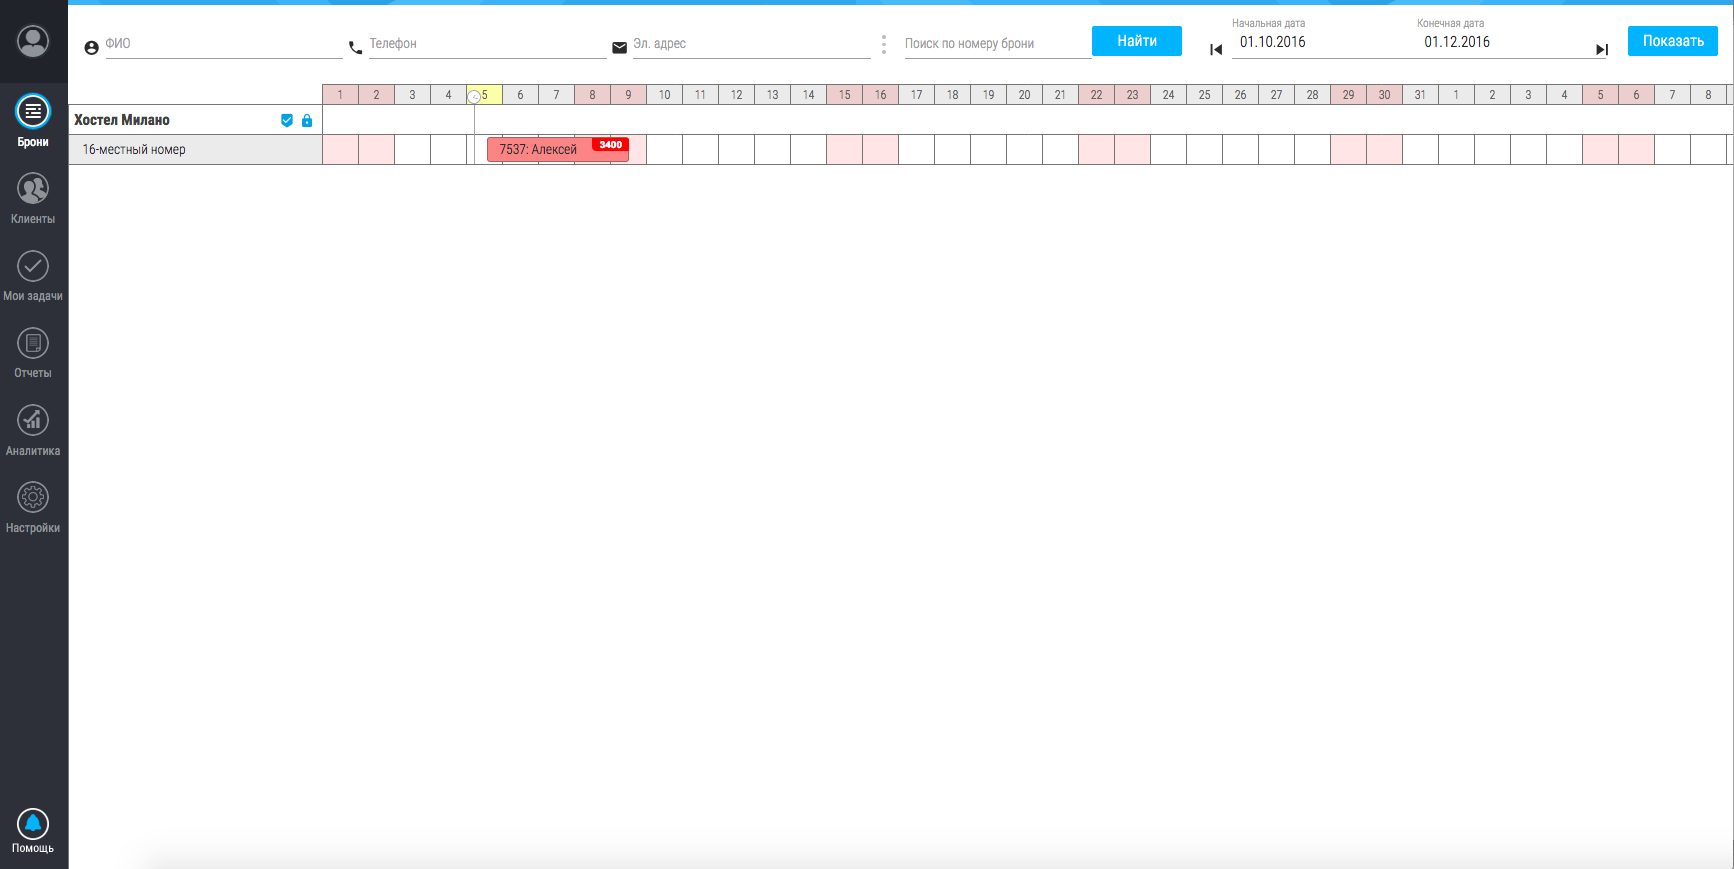 ФИО
Телефон
Эл. адрес
Поиск по номеру брони
Найти
Начальная дата
01.10.2016
Конечная дата
01.12.2016
Показать
1 2 3 4 5 6 7 8 9 10 11 12 13 14 15 16 17 18 19 20 21 22 23 24 25 26 27 28 29 30 31 1 2 3 4 5 6 7 8
Хостел Милано
16-местный номер
7537: Алексей 3400
Брони
Клиенты
Мои задачи
Отчеты
Аналитика
Настройки
Помощь